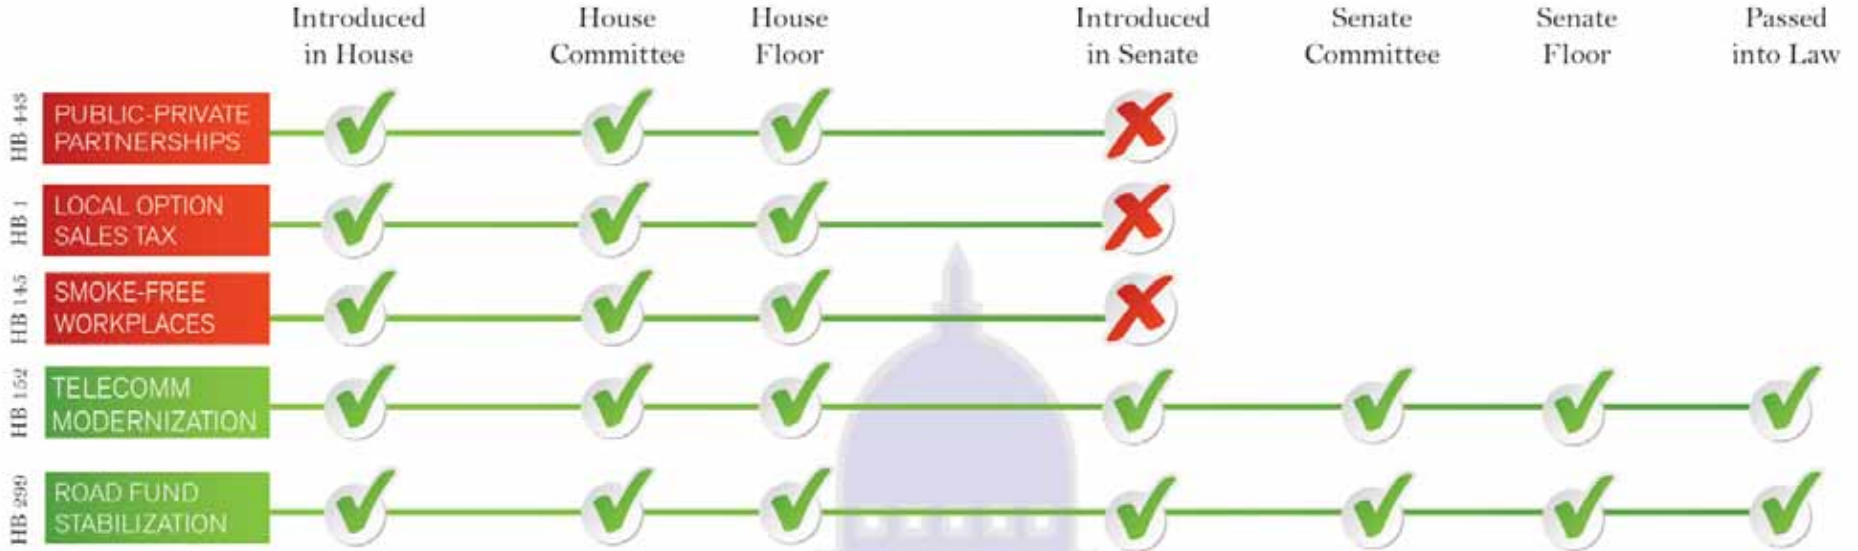 Introduced in House
House Committee
House Floor
Introduced in Senate
Senate Committee
Senate Floor
Passed into Law
HB 443
PUBLIC-PRIVATE
PARTNERSHIPS
HB 1
LOCAL OPTION
SALES TAX
HB 145
SMOKE-FREE
WORKPLACES
HB 152
TELECOMM
MODERNIZATION
HB 299
ROAD FUND
STABILIZATION